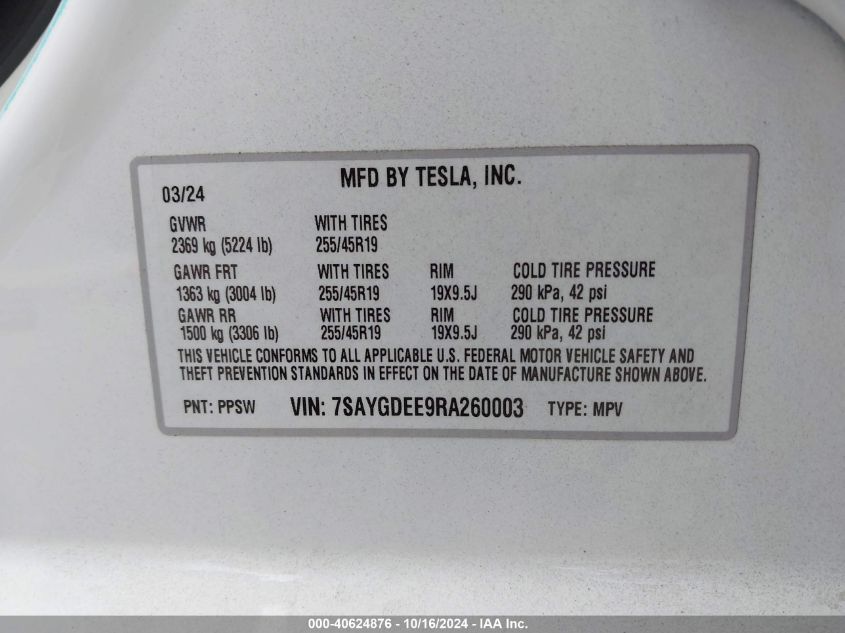 MFD BY TESLA, INC.
03/24
GVWR WITH TIRES
2369 kg (5224 lb) 255/45R19
GAWR FRT WITH TIRES RIM COLD TIRE PRESSURE
1363 kg (3004 lb) 255/45R19 19X9.5J 290 kPa, 42 psi
GAWR RR WITH TIRES RIM COLD TIRE PRESSURE
1500 kg (3306 lb) 255/45R19 19X9.5J 290 kPa, 42 psi
THIS VEHICLE CONFORMS TO ALL APPLICABLE U.S. FEDERAL MOTOR VEHICLE SAFETY AND
THEFT PREVENTION STANDARDS IN EFFECT ON THE DATE OF MANUFACTURE SHOWN ABOVE.
PNT: PPSW VIN: 7SAYGDEE9RA260003 TYPE: MPV
000-40624876 - 10/16/2024 - IAA Inc.